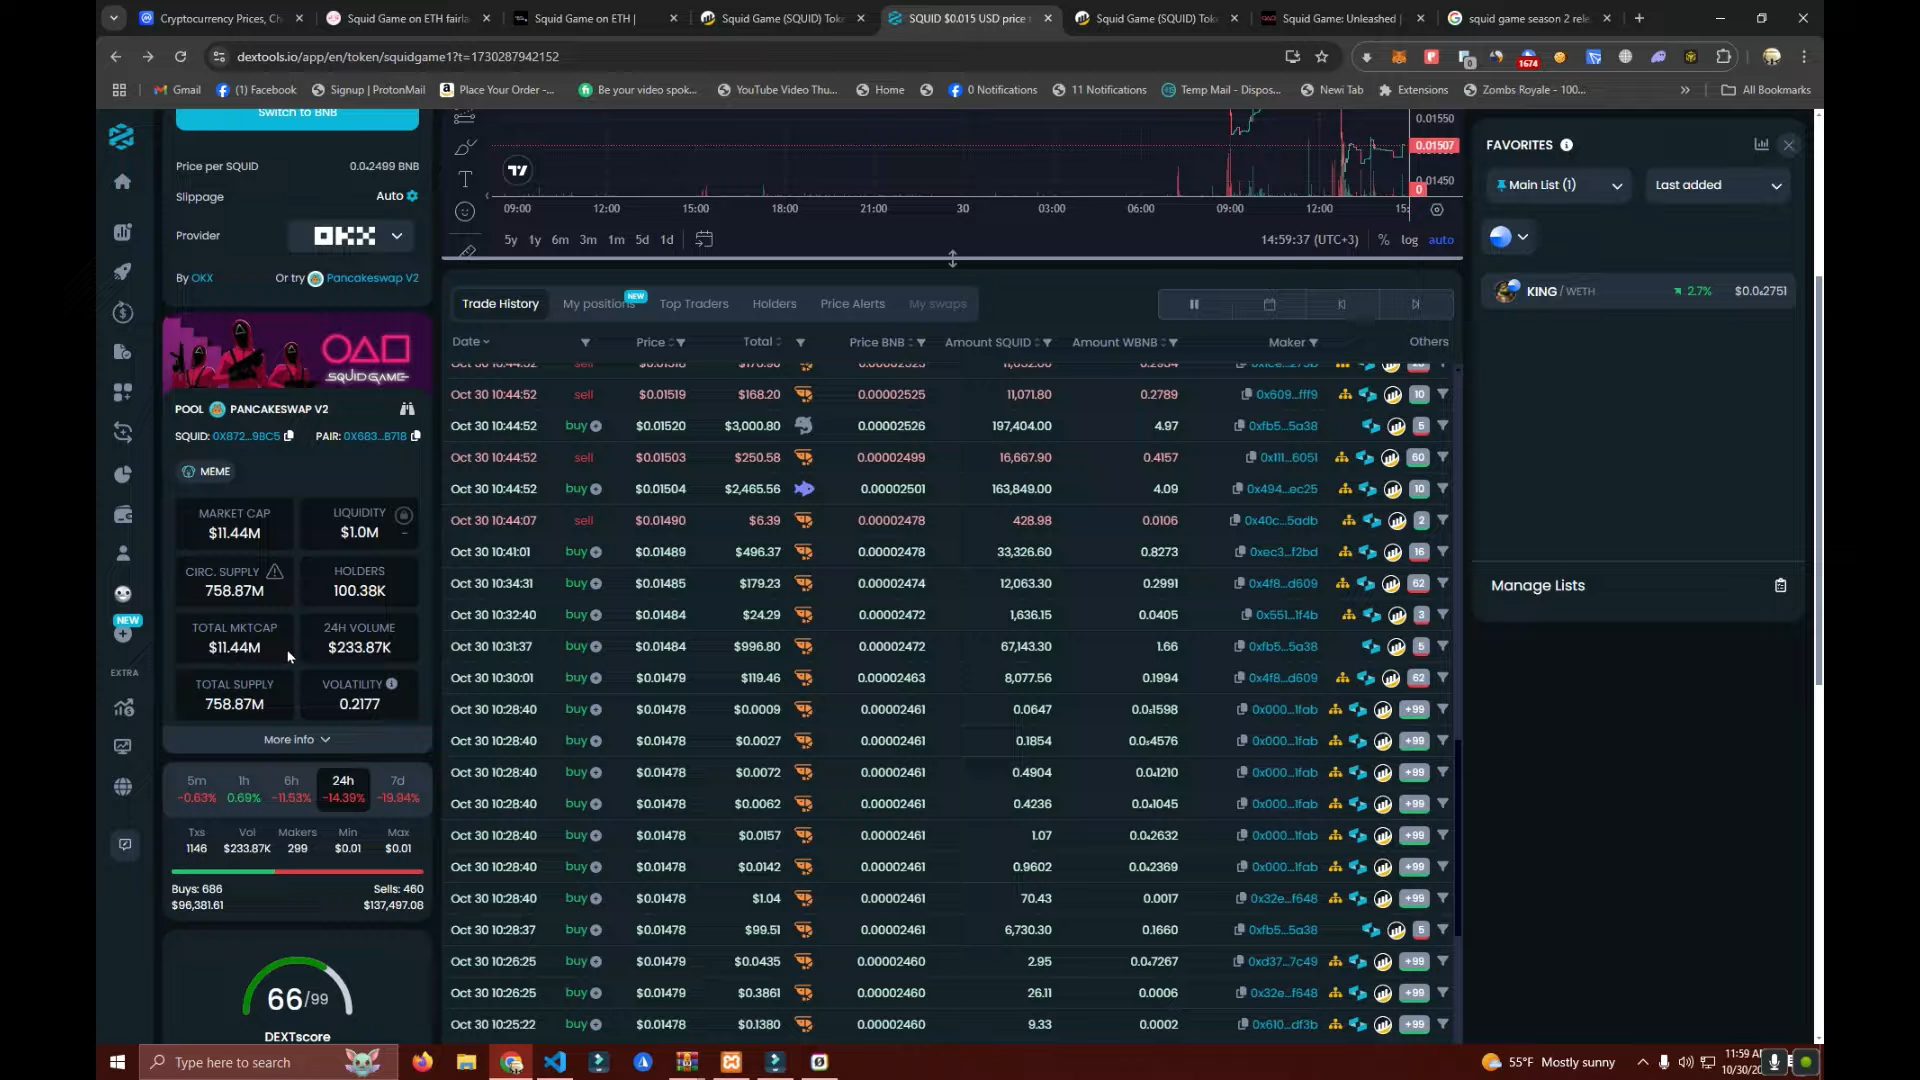 Cryptocurrency Prices, Ch
Squid Game on ETH fairla
Squid Game on ETH |
Squid Game (SQUID) Tok
SQUID $0.015 USD price
Squid Game (SQUID) Tok
Squid Game: Unleashed |
squid game season 2 rele
dextools.io/app/en/token/squidgame1?t=1730287942152
1674
Gmail
(1) Facebook
Signup | ProtonMail
Place Your Order -...
Be your video spok...
YouTube Video Thu...
Home
0 Notifications
11 Notifications
Temp Mail - Dispos...
Newi Tab
Extensions
Zombs Royale - 100...
All Bookmarks
Switch to BNB
Price per SQUID 0.0₄2499 BNB
Slippage Auto
Provider OKX
By OKX Or try Pancakeswap V2
SQUID GAME
POOL PANCAKESWAP V2
SQUID: 0X872...9BC5 PAIR: 0X683...B718
MEME
MARKET CAP LIQUIDITY
$11.44M $1.0M
CIRC. SUPPLY HOLDERS
758.87M 100.38K
TOTAL MKTCAP 24H VOLUME
$11.44M $233.87K
TOTAL SUPPLY VOLATILITY
758.87M 0.2177
More info
5m 1h 6h 24h 7d
-0.63% 0.69% -11.53% -14.39% -19.94%
Txs Vol Makers Min Max
1146 $233.87K 299 $0.01 $0.01
Buys: 686 Sells: 460
$96,381.61 $137,497.08
66/99
DEXTscore
NEW
EXTRA
0.01550
0.01507
0.01450
0
09:00 12:00 15:00 18:00 21:00 30 03:00 06:00 09:00 12:00 15:
5y 1y 6m 3m 1m 5d 1d 14:59:37 (UTC+3) % log auto
Trade History My positions NEW Top Traders Holders Price Alerts My swaps
Date Price Total Price BNB Amount SQUID Amount WBNB Maker Others
Oct 30 10:44:52 sell $0.01519 $168.20 0.00002525 11,071.80 0.2789 0x609...fff9 10
Oct 30 10:44:52 buy $0.01520 $3,000.80 0.00002526 197,404.00 4.97 0xfb5...5a38 5
Oct 30 10:44:52 sell $0.01503 $250.58 0.00002499 16,667.90 0.4157 0x111...6051 60
Oct 30 10:44:52 buy $0.01504 $2,465.56 0.00002501 163,849.00 4.09 0x494...ec25 10
Oct 30 10:44:07 sell $0.01490 $6.39 0.00002478 428.98 0.0106 0x40c...5adb 2
Oct 30 10:41:01 buy $0.01489 $496.37 0.00002478 33,326.60 0.8273 0xec3...f2bd 16
Oct 30 10:34:31 buy $0.01485 $179.23 0.00002474 12,063.30 0.2991 0x4f8...d609 62
Oct 30 10:32:40 buy $0.01484 $24.29 0.00002472 1,636.15 0.0405 0x551...1f4b 3
Oct 30 10:31:37 buy $0.01484 $996.80 0.00002472 67,143.30 1.66 0xfb5...5a38 5
Oct 30 10:30:01 buy $0.01479 $119.46 0.00002463 8,077.56 0.1994 0x4f8...d609 62
Oct 30 10:28:40 buy $0.01478 $0.0009 0.00002461 0.0647 0.0₅1598 0x000...1fab +99
Oct 30 10:28:40 buy $0.01478 $0.0027 0.00002461 0.1854 0.0₅4576 0x000...1fab +99
Oct 30 10:28:40 buy $0.01478 $0.0072 0.00002461 0.4904 0.0₄1210 0x000...1fab +99
Oct 30 10:28:40 buy $0.01478 $0.0062 0.00002461 0.4236 0.0₄1045 0x000...1fab +99
Oct 30 10:28:40 buy $0.01478 $0.0157 0.00002461 1.07 0.0₄2632 0x000...1fab +99
Oct 30 10:28:40 buy $0.01478 $0.0142 0.00002461 0.9602 0.0₄2369 0x000...1fab +99
Oct 30 10:28:40 buy $0.01478 $1.04 0.00002461 70.43 0.0017 0x32e...f648 +99
Oct 30 10:28:37 buy $0.01478 $99.51 0.00002461 6,730.30 0.1660 0xfb5...5a38 5
Oct 30 10:26:25 buy $0.01479 $0.0435 0.00002460 2.95 0.0₄7267 0xd37...7c49 +99
Oct 30 10:26:25 buy $0.01479 $0.3861 0.00002460 26.11 0.0006 0x32e...f648 +99
Oct 30 10:25:22 buy $0.01478 $0.1380 0.00002460 9.33 0.0002 0x610...df3b +99
FAVORITES
Main List (1) Last added
KING / WETH 2.7% $0.0₄2751
Manage Lists
Type here to search
55°F Mostly sunny
11:59
10/30/20